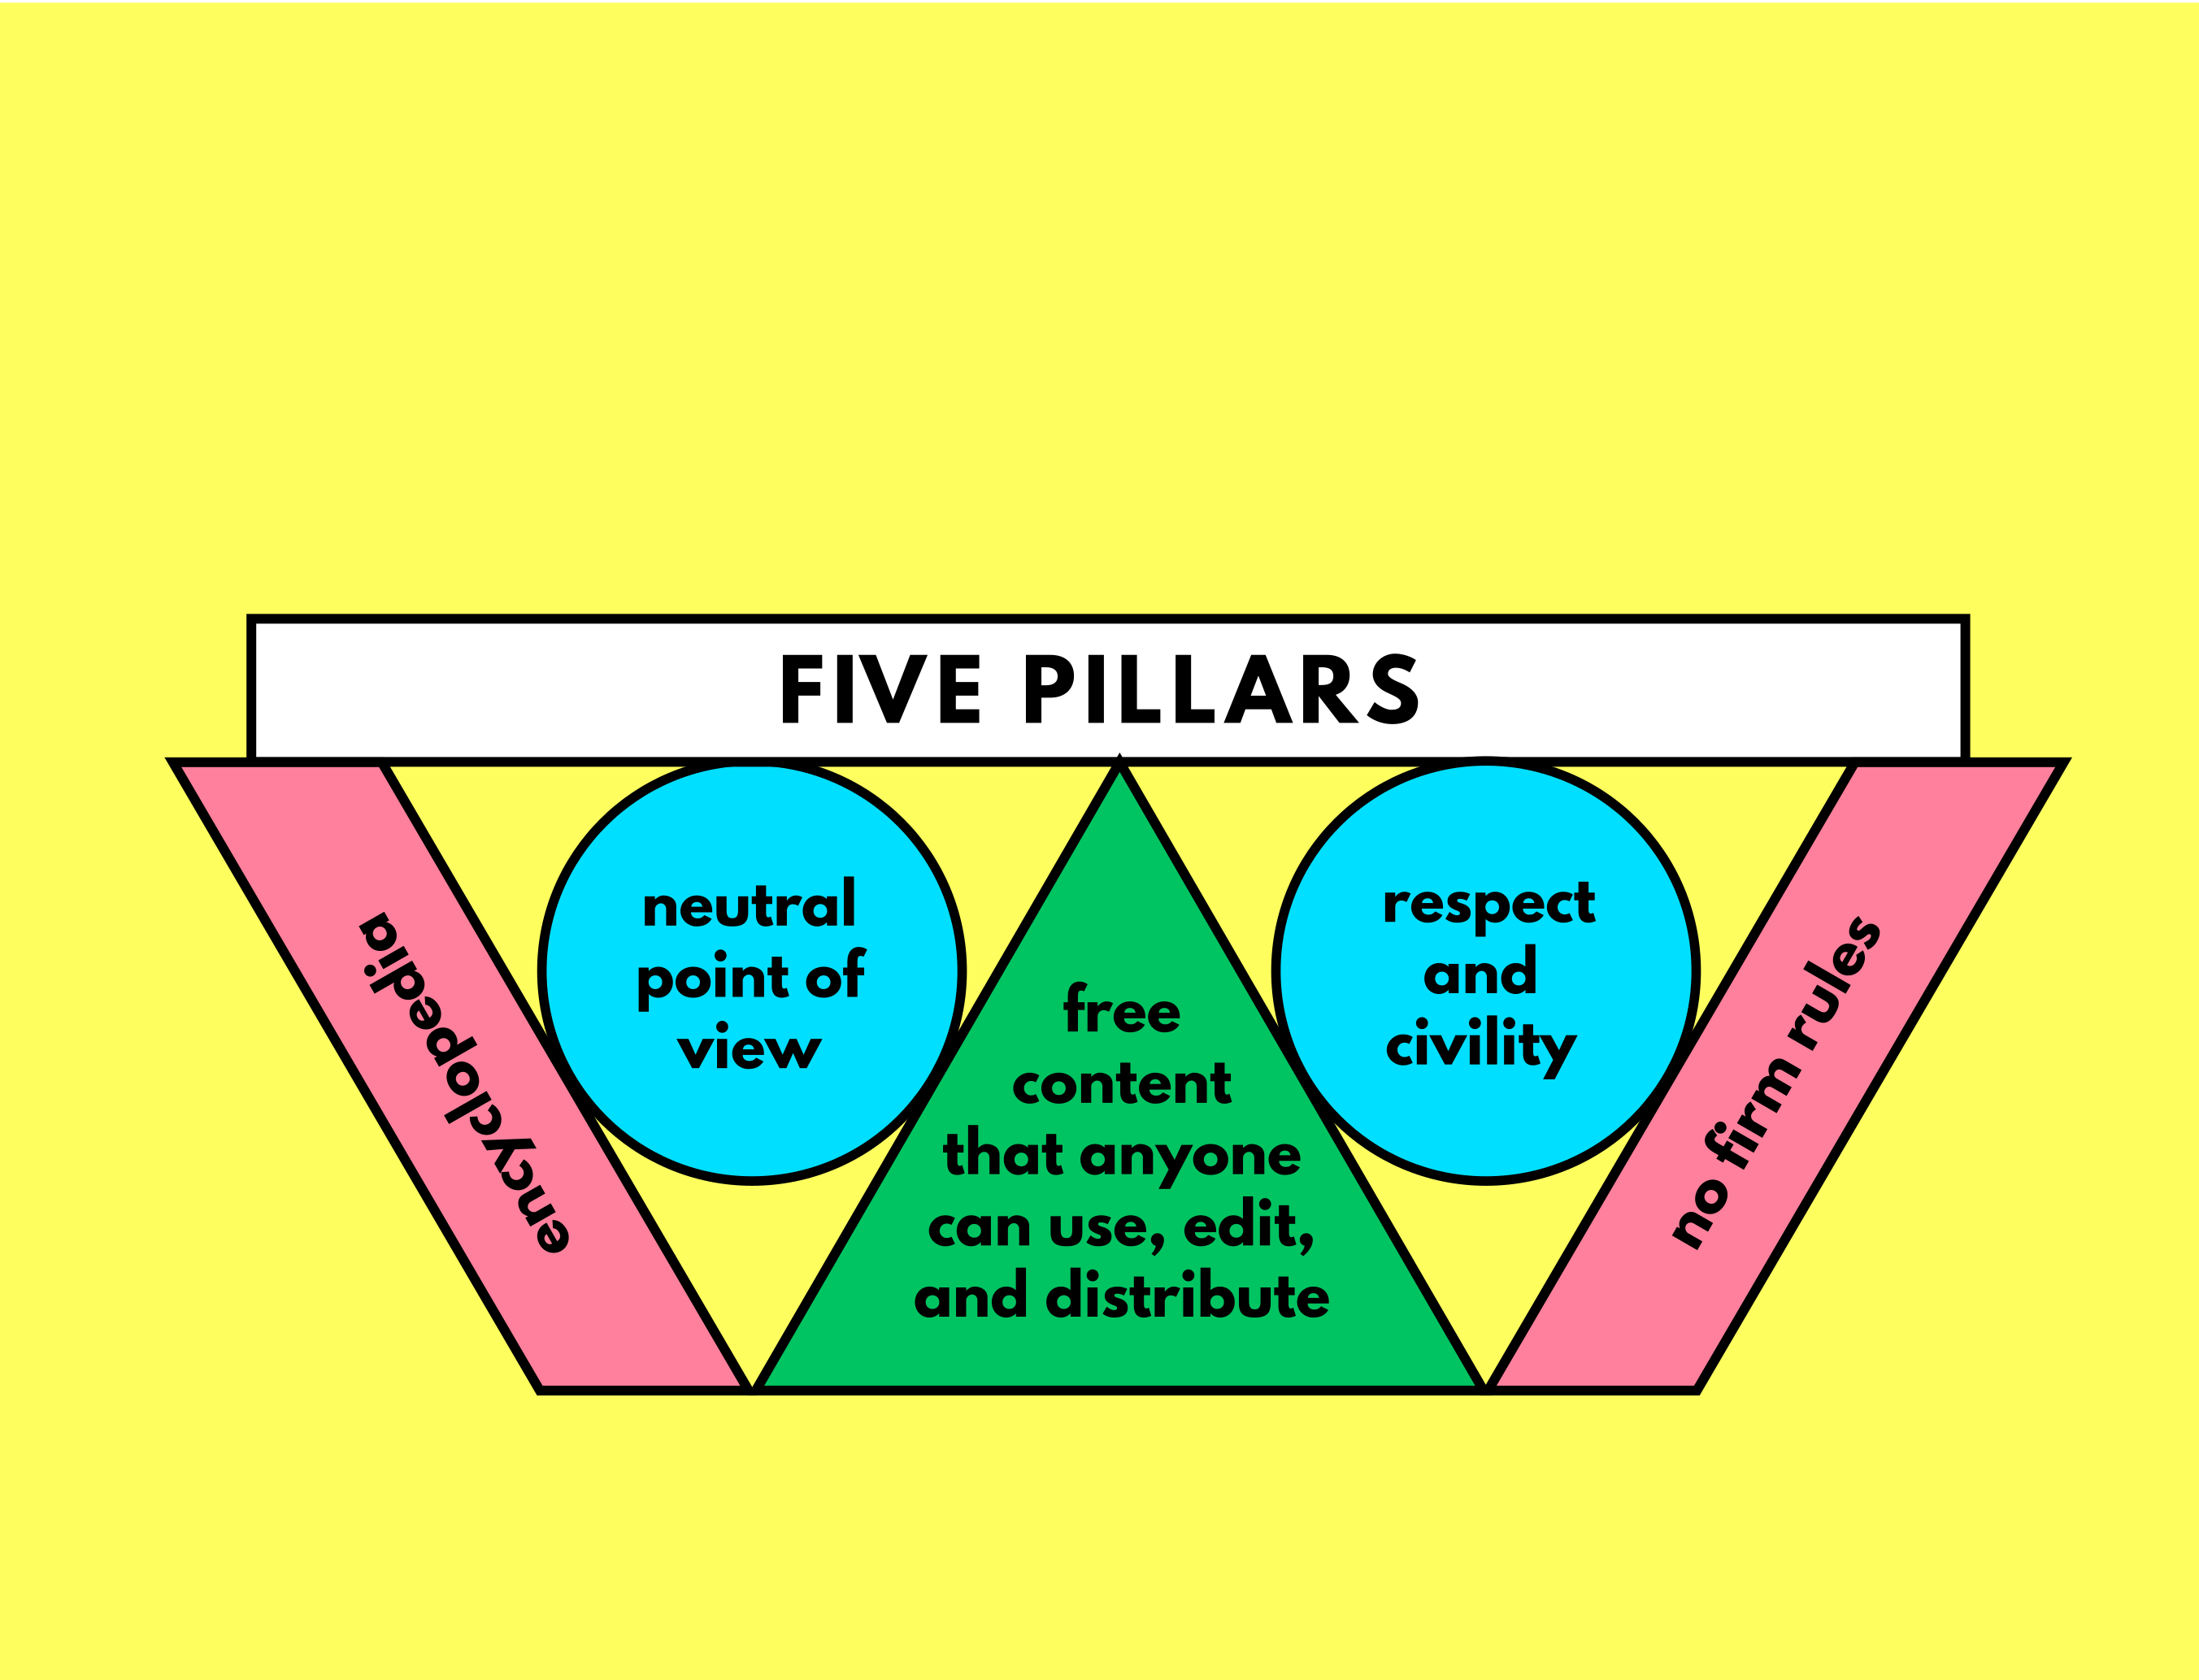 FIVE PILLARS
encyclopedia
neutral
point of
view
free
content
that anyone
can use, edit,
and distribute
respect
and
civility
no firm rules